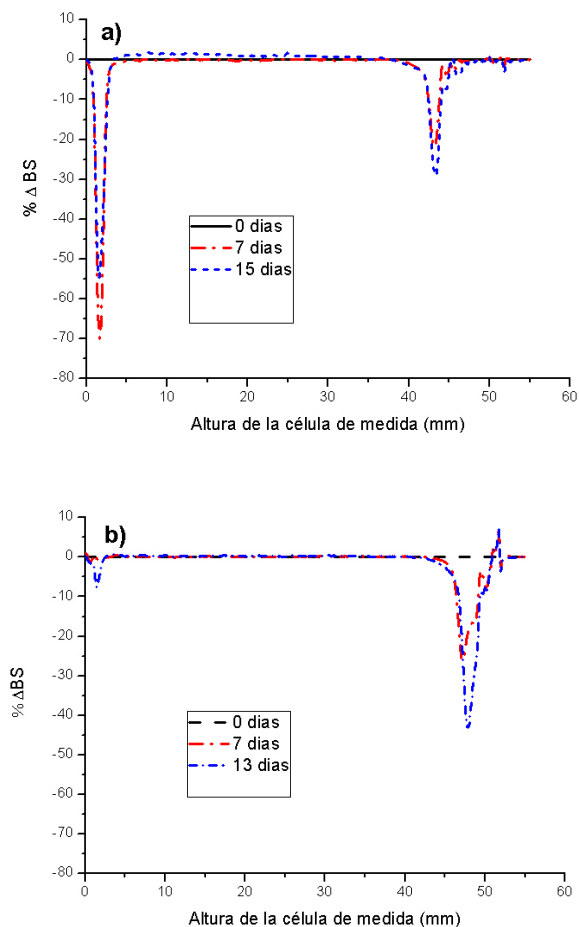 a)
10
0
-10
-20
-30
-40
-50
-60
-70
-80
% Δ BS
0 dias
7 dias
15 dias
0 10 20 30 40 50 60
Altura de la célula de medida (mm)
b)
10
0
-10
-20
-30
-40
-50
-60
-70
-80
% ΔBS
0 dias
7 dias
13 dias
0 10 20 30 40 50 60
Altura de la célula de medida (mm)